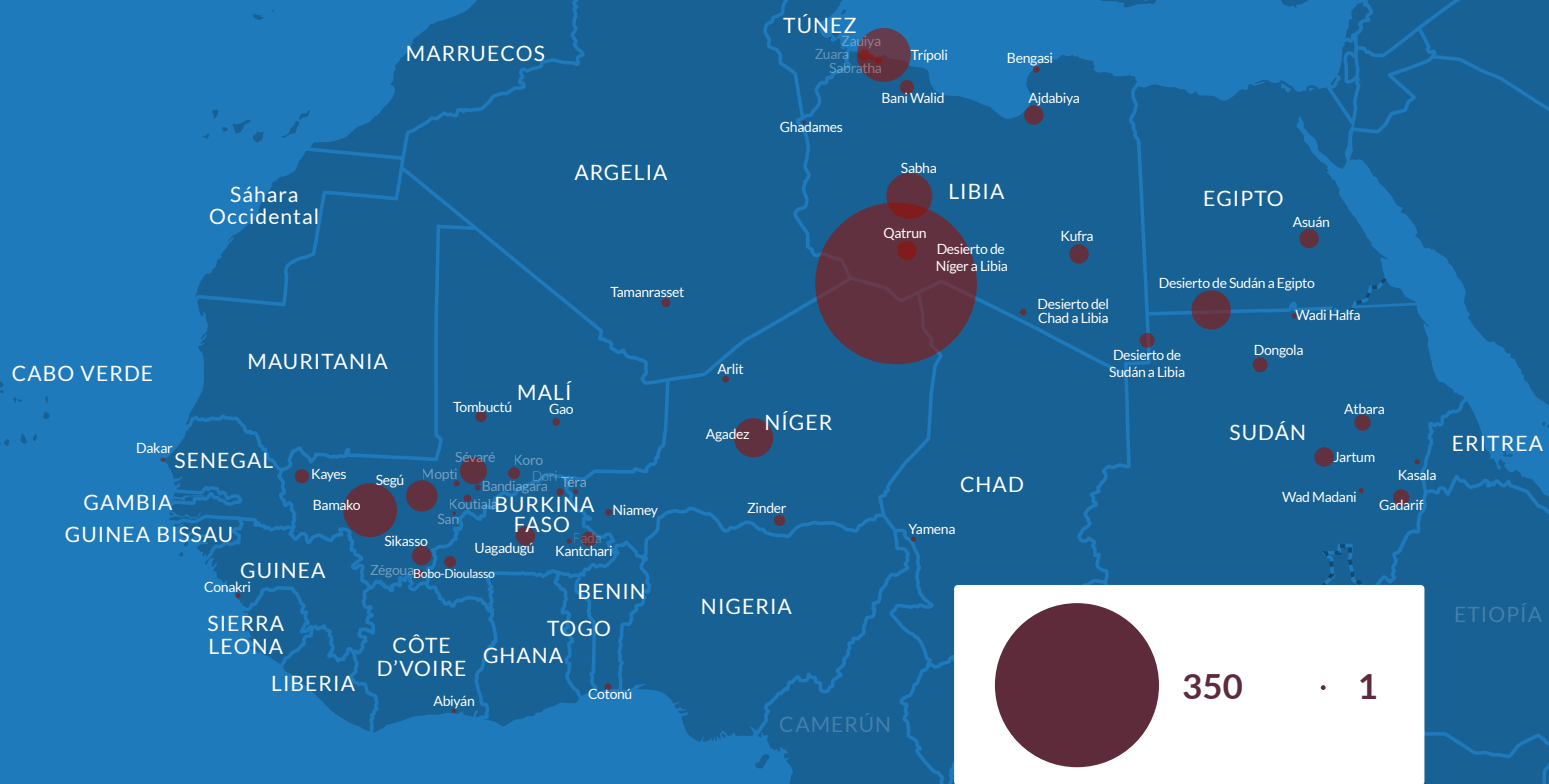 TÚNEZ
MARRUECOS
Zauiya
Zuara
Trípoli
Sabratha
Bengasi
Bani Walid
Ajdabiya
Ghadames
ARGELIA
Sabha
LIBIA
Sáhara
Occidental
EGIPTO
Asuán
Qatrun
Kufra
Desierto de
Níger a Libia
Desierto de Sudán a Egipto
Tamanrasset
Desierto del
Chad a Libia
Wadi Halfa
MAURITANIA
Desierto de
Sudán a Libia
Dongola
CABO VERDE
Arlit
MALÍ
Tombuctú
Gao
Agadez
NÍGER
Atbara
SUDÁN
ERITREA
Dakar
SENEGAL
Kayes
Segú
Mopti
Sévaré
Koro
Dori
Téra
Bandiagara
Jartum
Kasala
GAMBIA
Bamako
Koutiala
San
BURKINA
FASO
Niamey
Zinder
CHAD
Wad Madani
Gadarif
GUINEA BISSAU
Sikasso
Uagadugú
Fada
Kantchari
Yamena
GUINEA
Zégoua
Bobo-Dioulasso
Conakri
BENIN
NIGERIA
SIERRA
LEONA
TOGO
ETIOPÍA
CÔTE
D’VOIRE
GHANA
LIBERIA
Cotonú
Abiyán
CAMERÚN
350
1